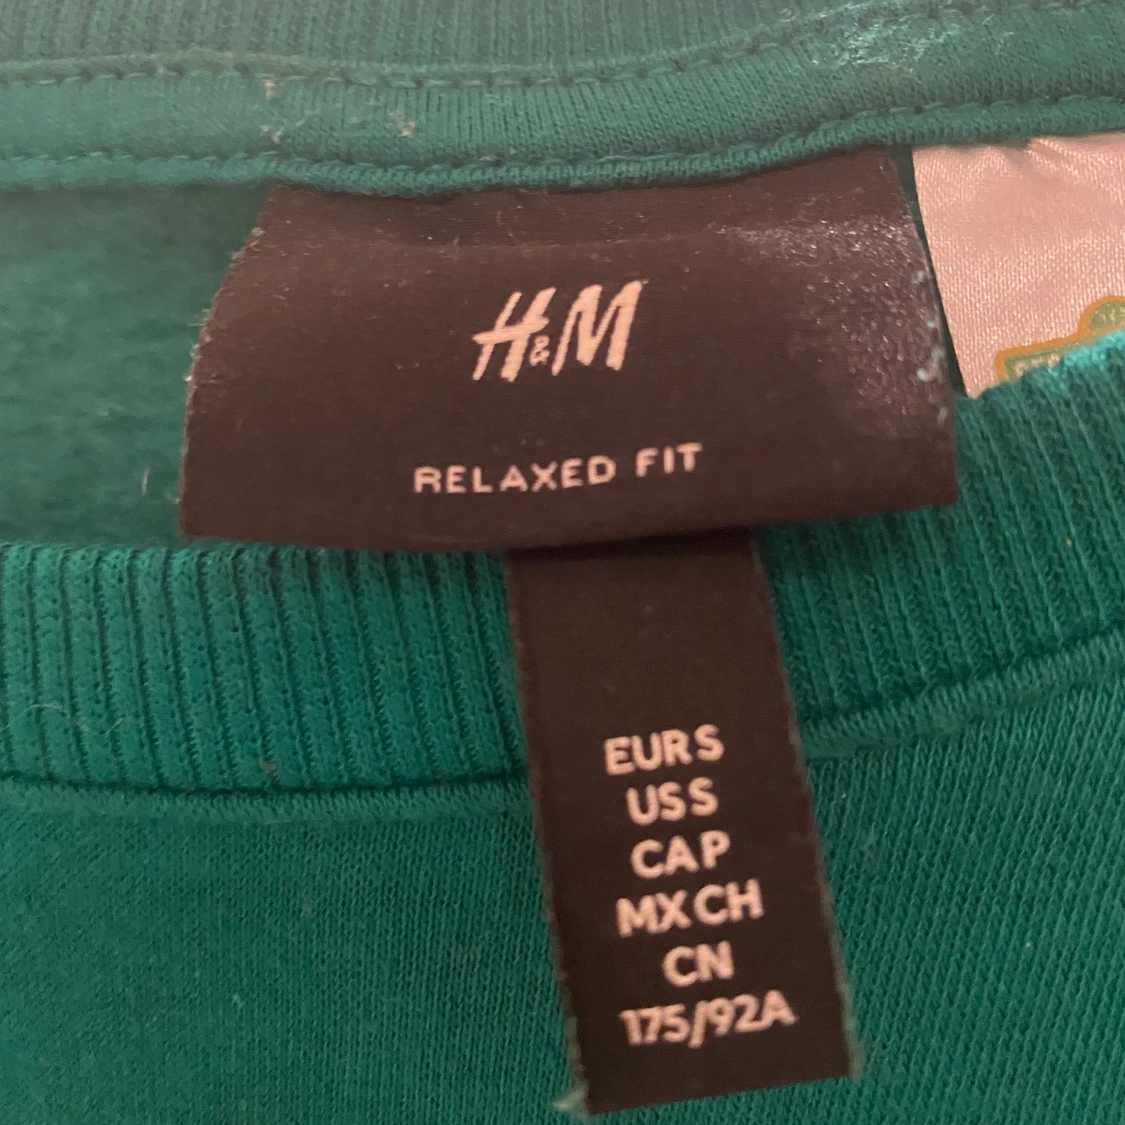 H&M
RELAXED FIT
EUR S
US S
CA P
MX CH
CN
175/92A